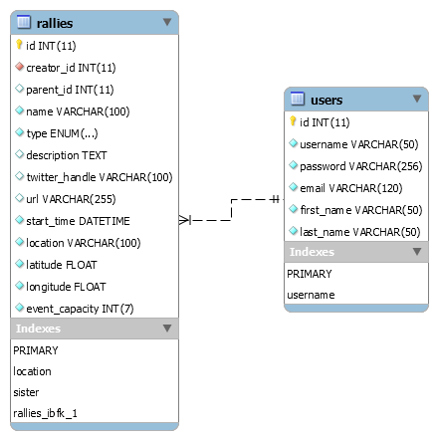 rallies
id INT(11)
creator_id INT(11)
parent_id INT(11)
name VARCHAR(100)
type ENUM(...)
description TEXT
twitter_handle VARCHAR(100)
url VARCHAR(255)
start_time DATETIME
location VARCHAR(100)
latitude FLOAT
longitude FLOAT
event_capacity INT(7)
Indexes
PRIMARY
location
sister
rallies_ibfk_1
users
id INT(11)
username VARCHAR(50)
password VARCHAR(256)
email VARCHAR(120)
first_name VARCHAR(50)
last_name VARCHAR(50)
Indexes
PRIMARY
username